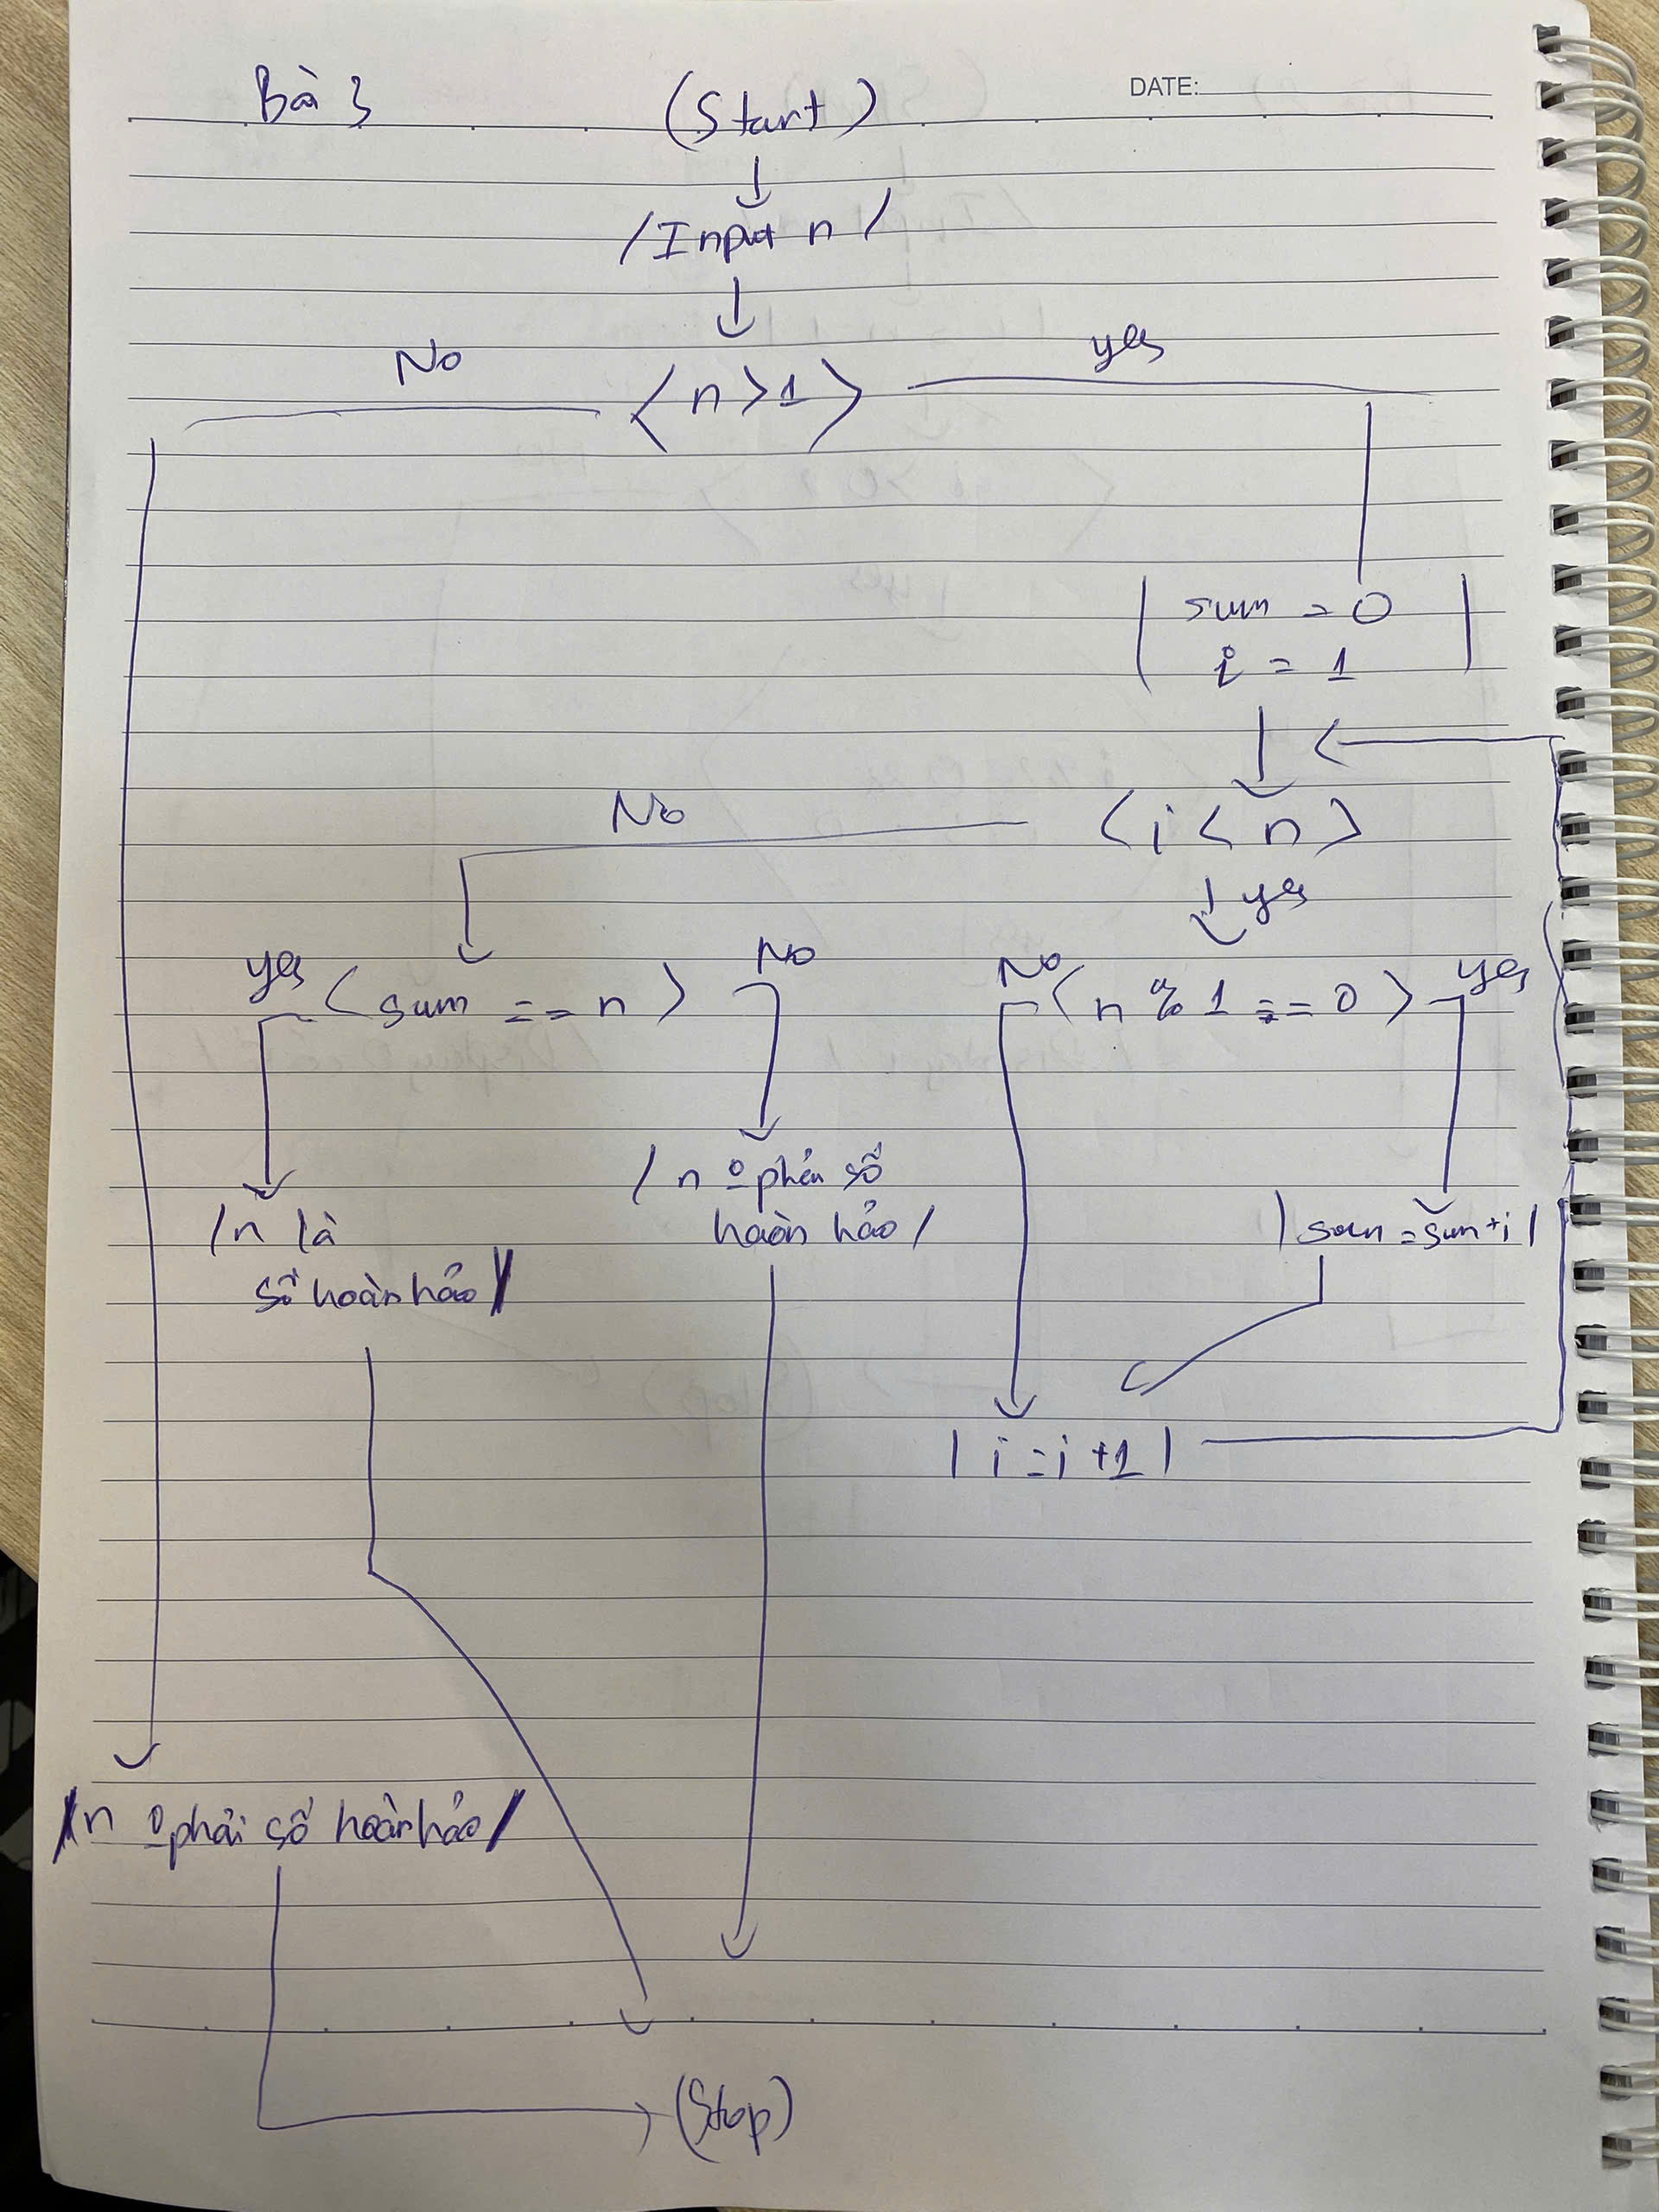 Bài 3
(Start)
DATE:
/Input n/
No
<n>1>
yes
sum = 0
i = 1
No
<i < n>
yes
yes
<sum == n>
No
No
<n % 1 == 0>
yes
/n là
số hoàn hảo/
/n o phải số
hoàn hảo/
|sum = sum+i|
|i=i+1|
/n o phải số hoàn hảo/
(Stop)